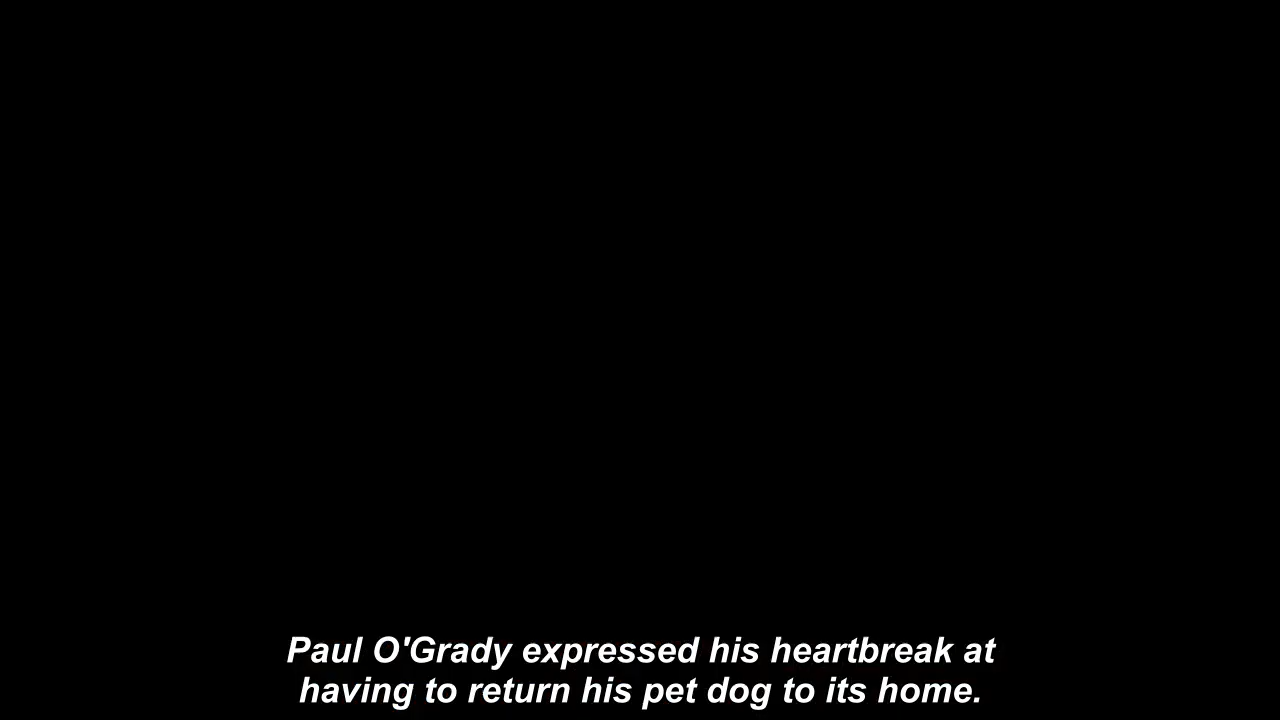 Paul O'Grady expressed his heartbreak at
having to return his pet dog to its home.